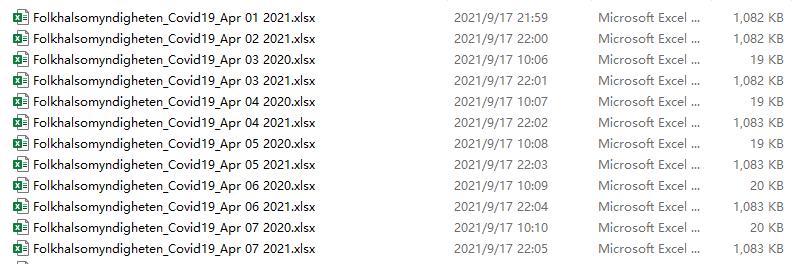 Folkhalsomyndigheten_Covid19_Apr 01 2021.xlsx 2021/9/17 21:59 Microsoft Excel ... 1,082 KB
Folkhalsomyndigheten_Covid19_Apr 02 2021.xlsx 2021/9/17 22:00 Microsoft Excel ... 1,082 KB
Folkhalsomyndigheten_Covid19_Apr 03 2020.xlsx 2021/9/17 10:06 Microsoft Excel ... 19 KB
Folkhalsomyndigheten_Covid19_Apr 03 2021.xlsx 2021/9/17 22:01 Microsoft Excel ... 1,082 KB
Folkhalsomyndigheten_Covid19_Apr 04 2020.xlsx 2021/9/17 10:07 Microsoft Excel ... 19 KB
Folkhalsomyndigheten_Covid19_Apr 04 2021.xlsx 2021/9/17 22:02 Microsoft Excel ... 1,083 KB
Folkhalsomyndigheten_Covid19_Apr 05 2020.xlsx 2021/9/17 10:08 Microsoft Excel ... 19 KB
Folkhalsomyndigheten_Covid19_Apr 05 2021.xlsx 2021/9/17 22:03 Microsoft Excel ... 1,083 KB
Folkhalsomyndigheten_Covid19_Apr 06 2020.xlsx 2021/9/17 10:09 Microsoft Excel ... 20 KB
Folkhalsomyndigheten_Covid19_Apr 06 2021.xlsx 2021/9/17 22:04 Microsoft Excel ... 1,083 KB
Folkhalsomyndigheten_Covid19_Apr 07 2020.xlsx 2021/9/17 10:10 Microsoft Excel ... 20 KB
Folkhalsomyndigheten_Covid19_Apr 07 2021.xlsx 2021/9/17 22:05 Microsoft Excel ... 1,083 KB